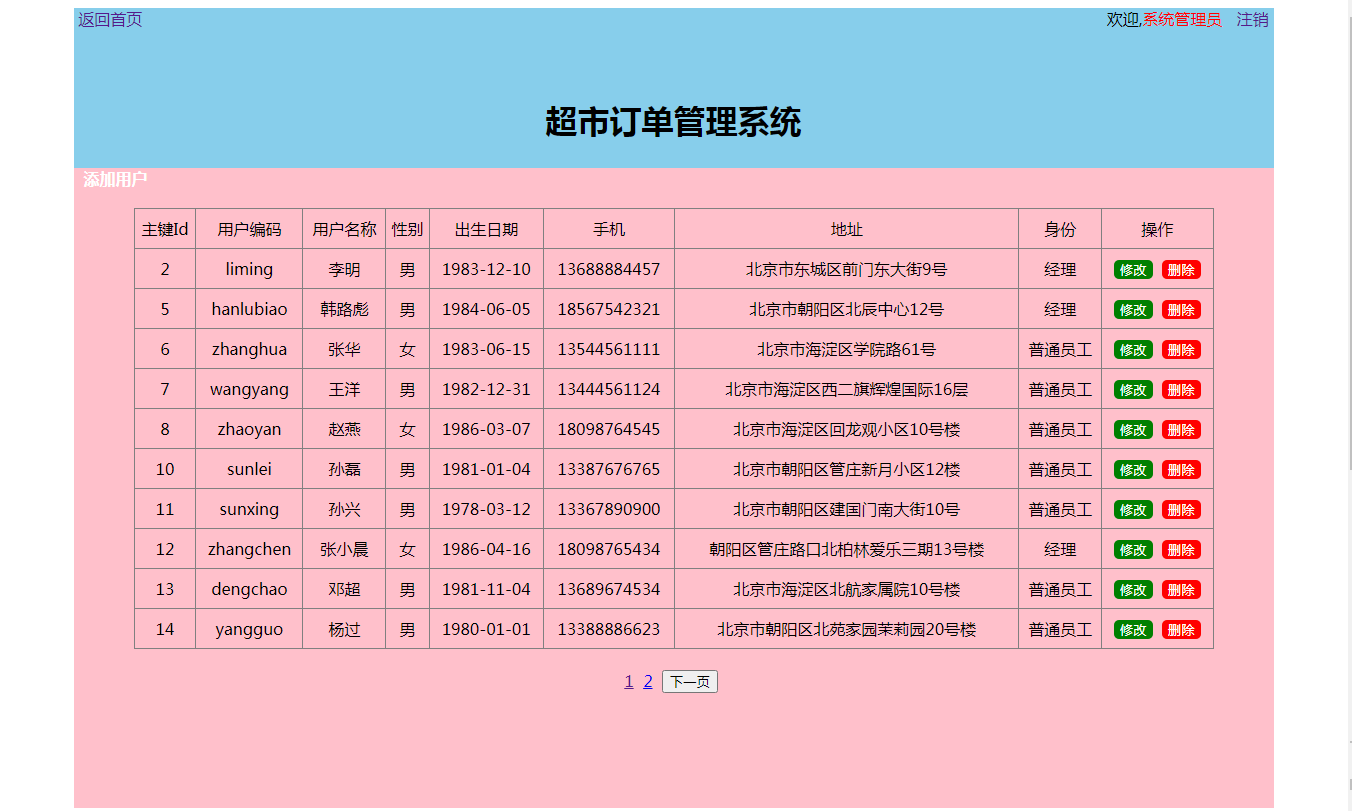 返回首页 欢迎,系统管理员 注销
超市订单管理系统
添加用户
主键Id 用户编码 用户名称 性别 出生日期 手机 地址 身份 操作
2 liming 李明 男 1983-12-10 13688884457 北京市东城区前门东大街9号 经理 修改 删除
5 hanlubiao 韩路彪 男 1984-06-05 18567542321 北京市朝阳区北辰中心12号 经理 修改 删除
6 zhanghua 张华 女 1983-06-15 13544561111 北京市海淀区学院路61号 普通员工 修改 删除
7 wangyang 王洋 男 1982-12-31 13444561124 北京市海淀区西二旗辉煌国际16层 普通员工 修改 删除
8 zhaoyan 赵燕 女 1986-03-07 18098764545 北京市海淀区回龙观小区10号楼 普通员工 修改 删除
10 sunlei 孙磊 男 1981-01-04 13387676765 北京市朝阳区管庄新月小区12楼 普通员工 修改 删除
11 sunxing 孙兴 男 1978-03-12 13367890900 北京市朝阳区建国门南大街10号 普通员工 修改 删除
12 zhangchen 张小晨 女 1986-04-16 18098765434 朝阳区管庄路口北柏林爱乐三期13号楼 经理 修改 删除
13 dengchao 邓超 男 1981-11-04 13689674534 北京市海淀区北航家属院10号楼 普通员工 修改 删除
14 yangguo 杨过 男 1980-01-01 13388886623 北京市朝阳区北苑家园茉莉园20号楼 普通员工 修改 删除
1 2 下一页